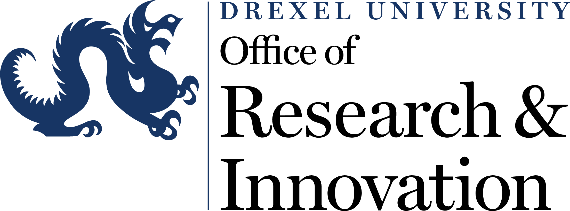 DREXEL UNIVERSITY
Office of
Research &
Innovation